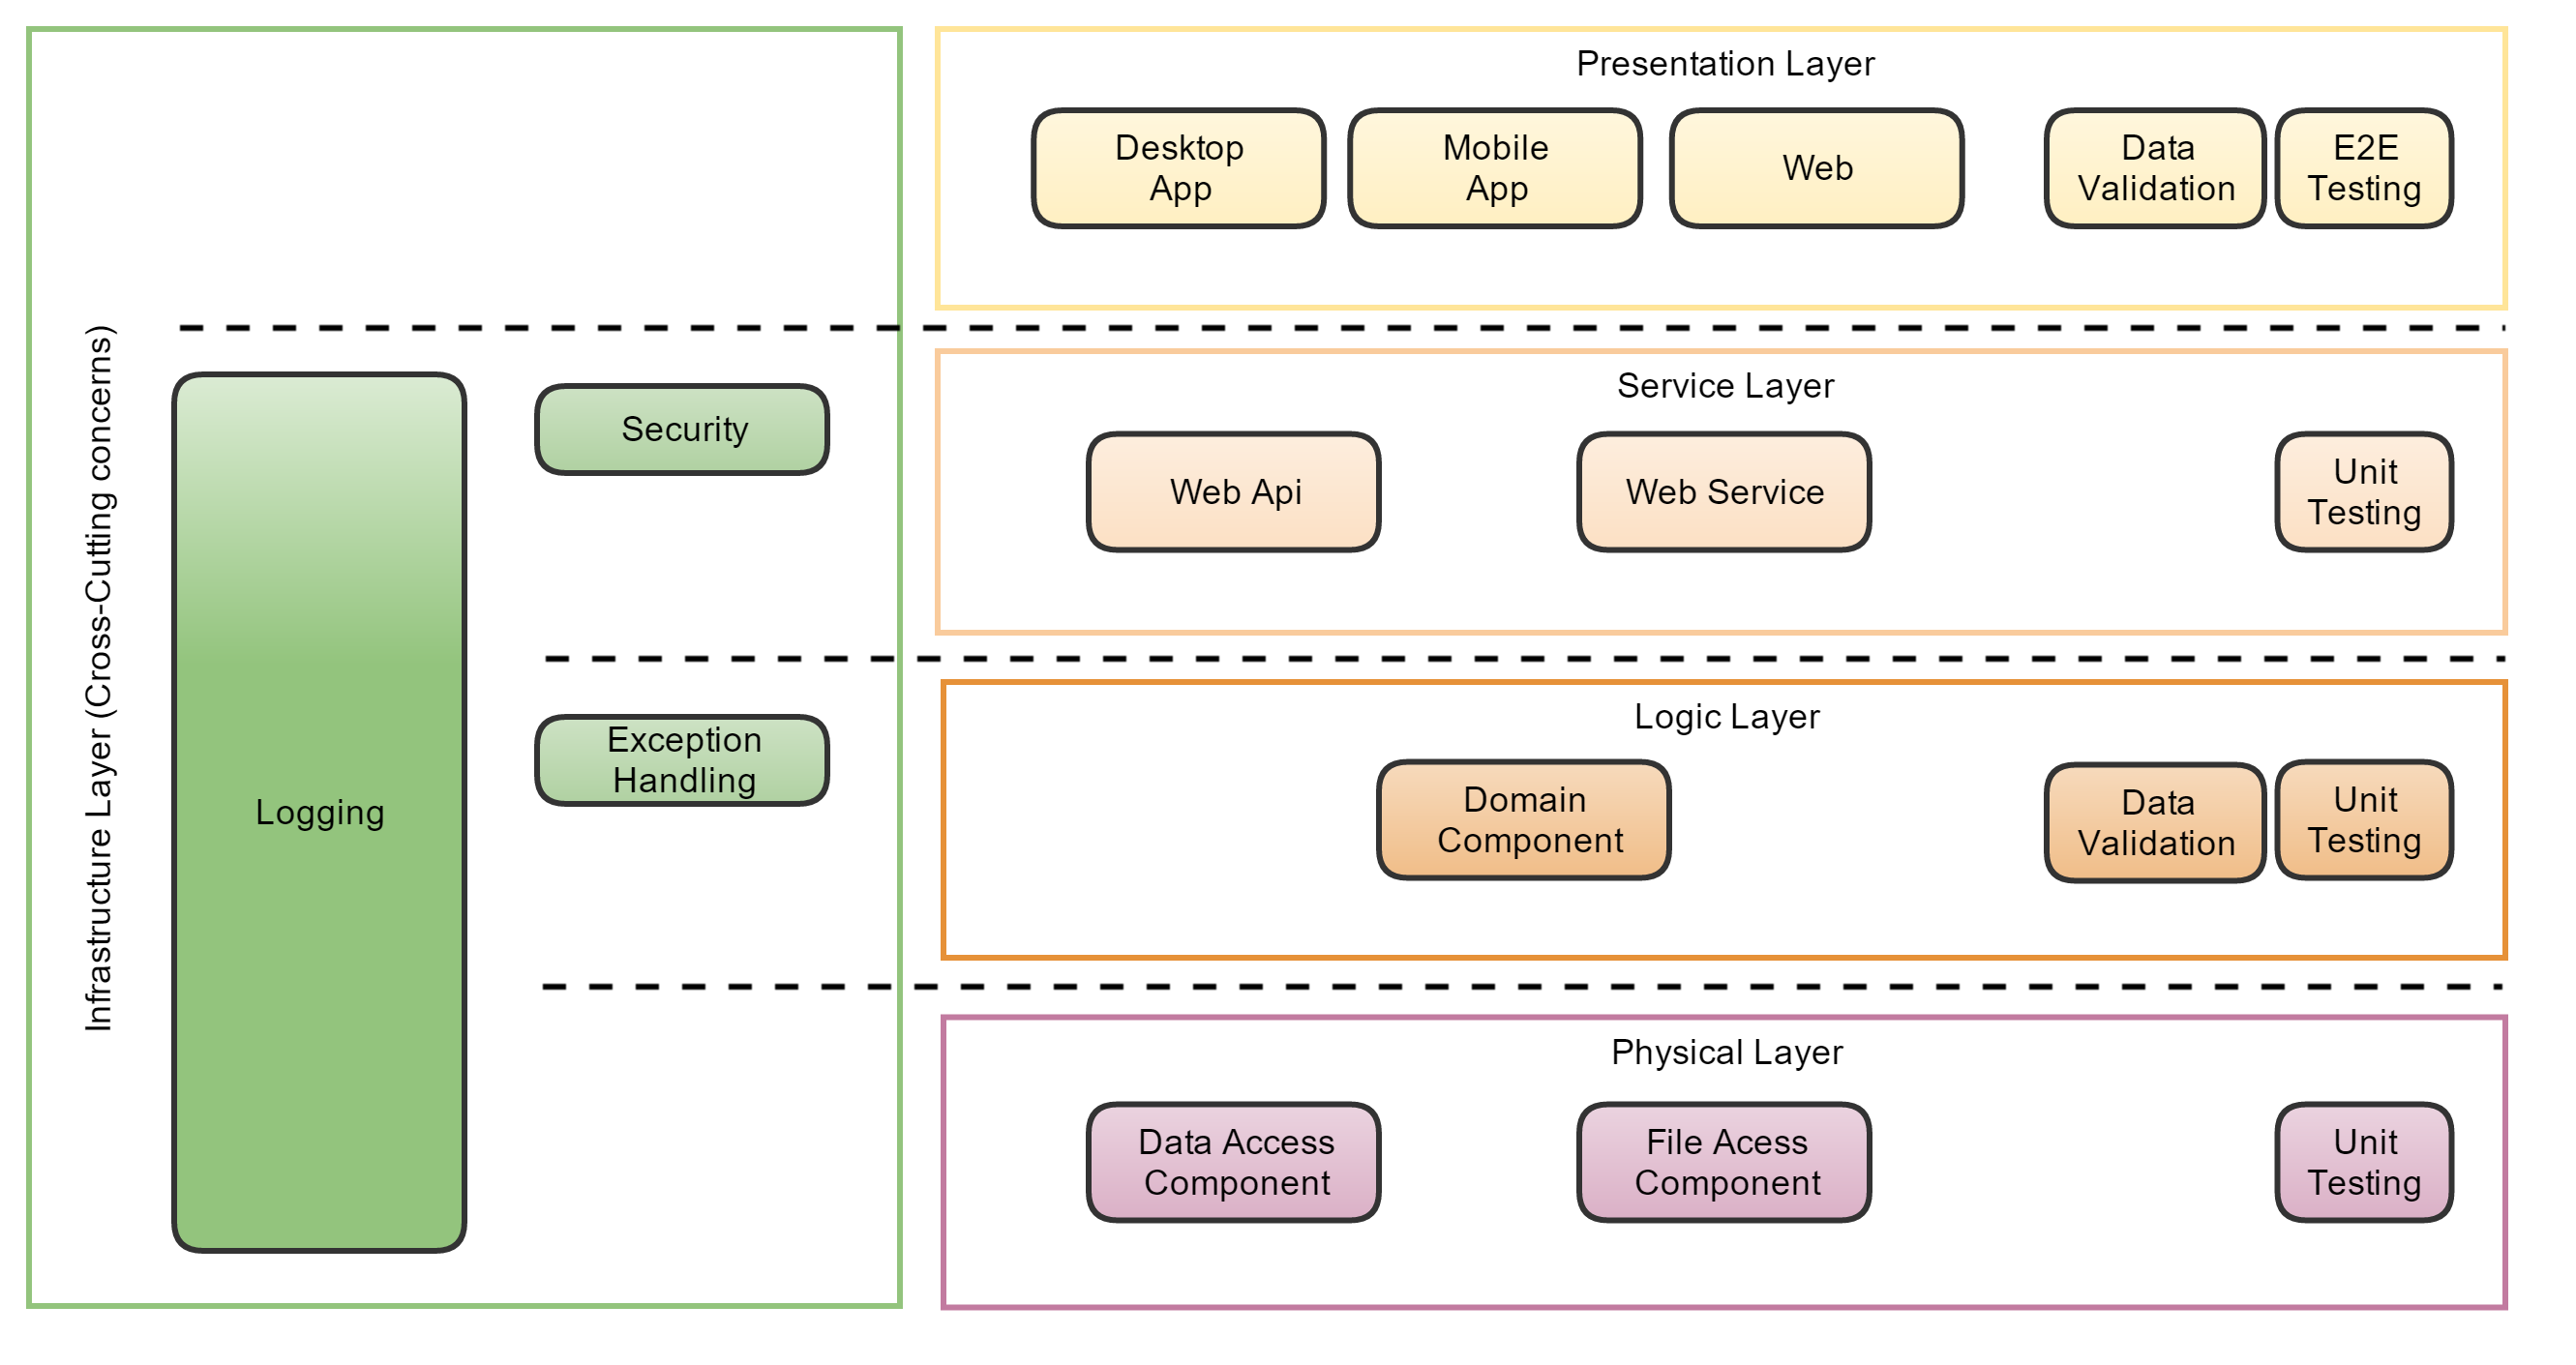 Infrastructure Layer (Cross-Cutting concerns)
Logging
Security
Exception
Handling
Presentation Layer
Desktop
App
Mobile
App
Web
Data
Validation
E2E
Testing
Service Layer
Web Api
Web Service
Unit
Testing
Logic Layer
Domain
Component
Data
Validation
Unit
Testing
Physical Layer
Data Access
Component
File Acess
Component
Unit
Testing